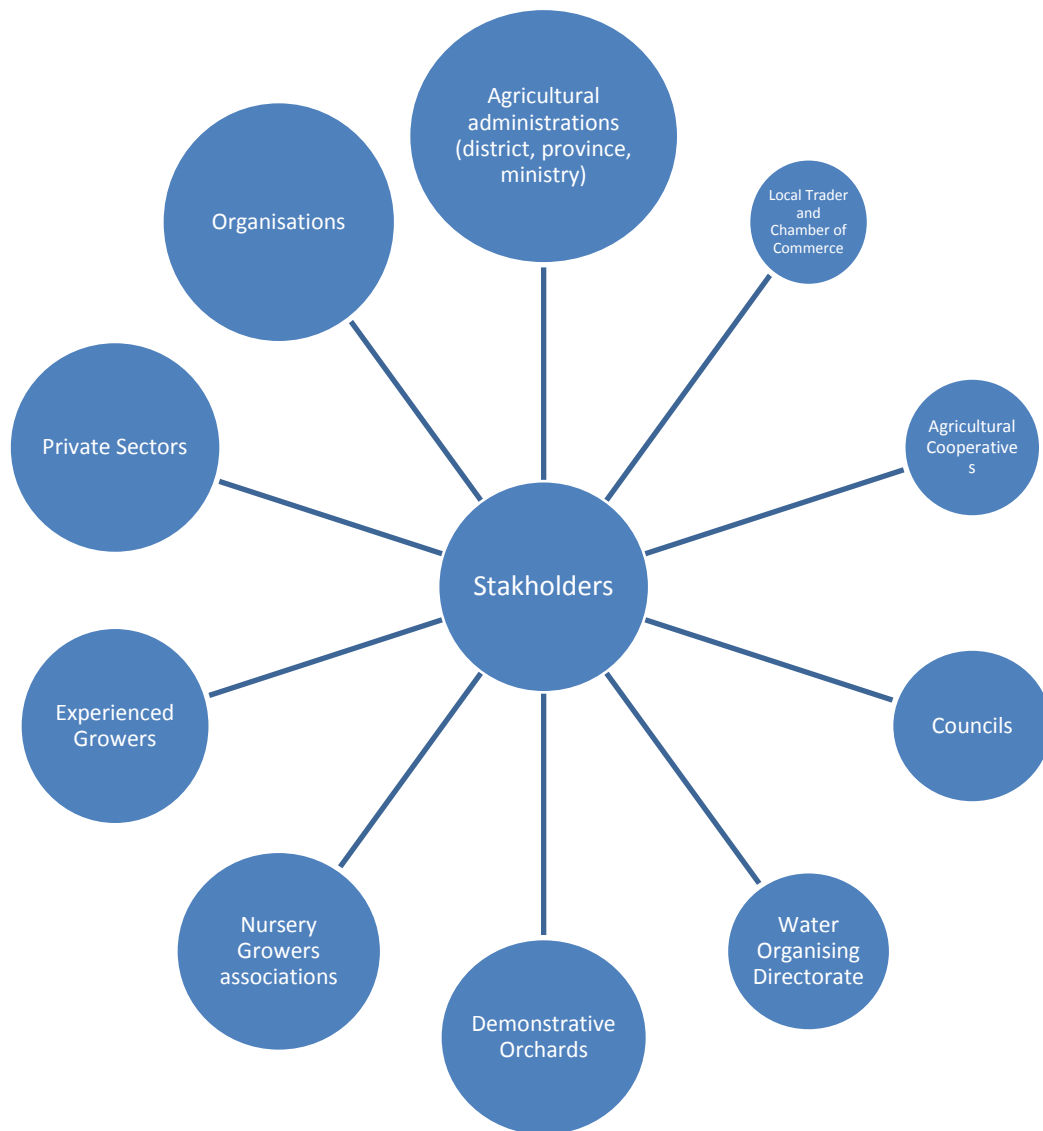 Agricultural
administrations
(district, province,
ministry)
Organisations
Local Trader
and
Chamber of
Commerce
Private Sectors
Agricultural
Cooperative
s
Stakholders
Experienced
Growers
Councils
Nursery
Growers
associations
Water
Organising
Directorate
Demonstrative
Orchards